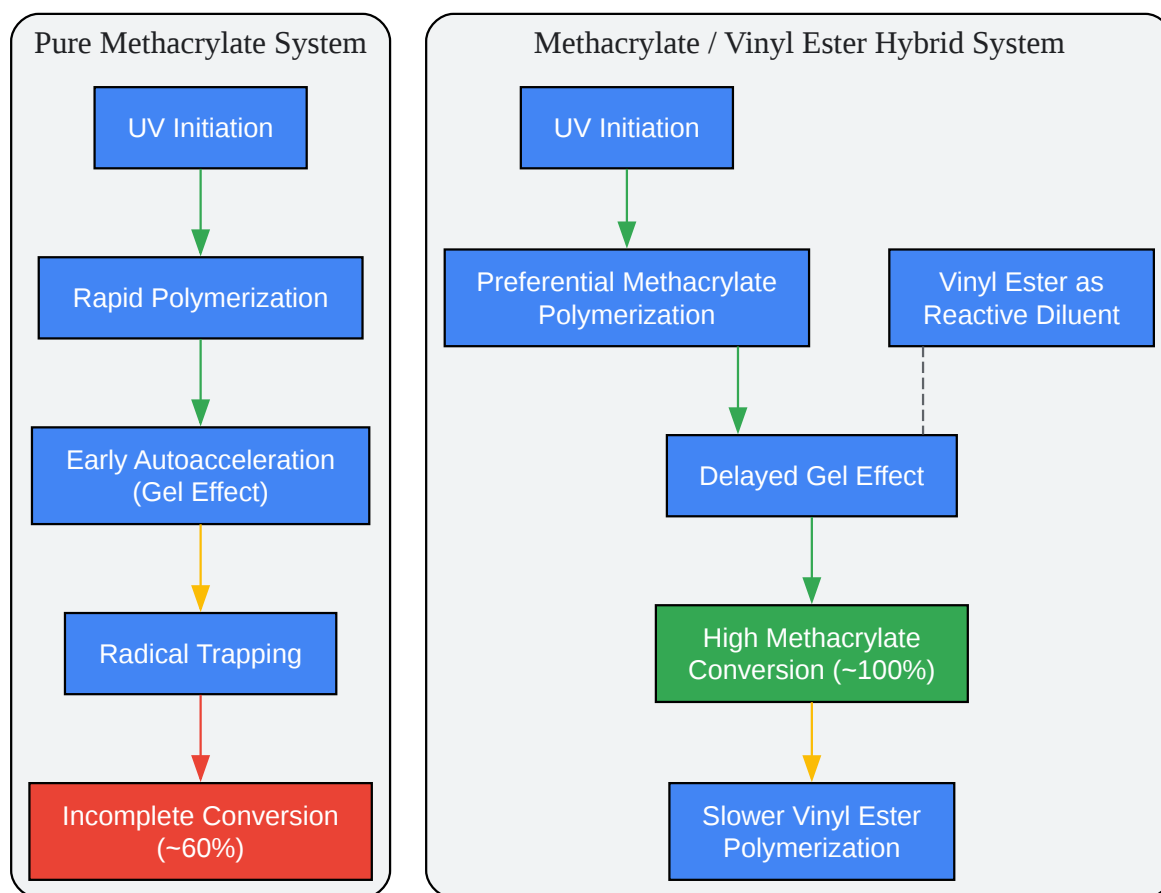 Pure Methacrylate System
UV Initiation
Rapid Polymerization
Early Autoacceleration
(Gel Effect)
Radical Trapping
Incomplete Conversion
(~60%)
Methacrylate / Vinyl Ester Hybrid System
UV Initiation
Preferential Methacrylate
Polymerization
Vinyl Ester as
Reactive Diluent
Delayed Gel Effect
High Methacrylate
Conversion (~100%)
Slower Vinyl Ester
Polymerization